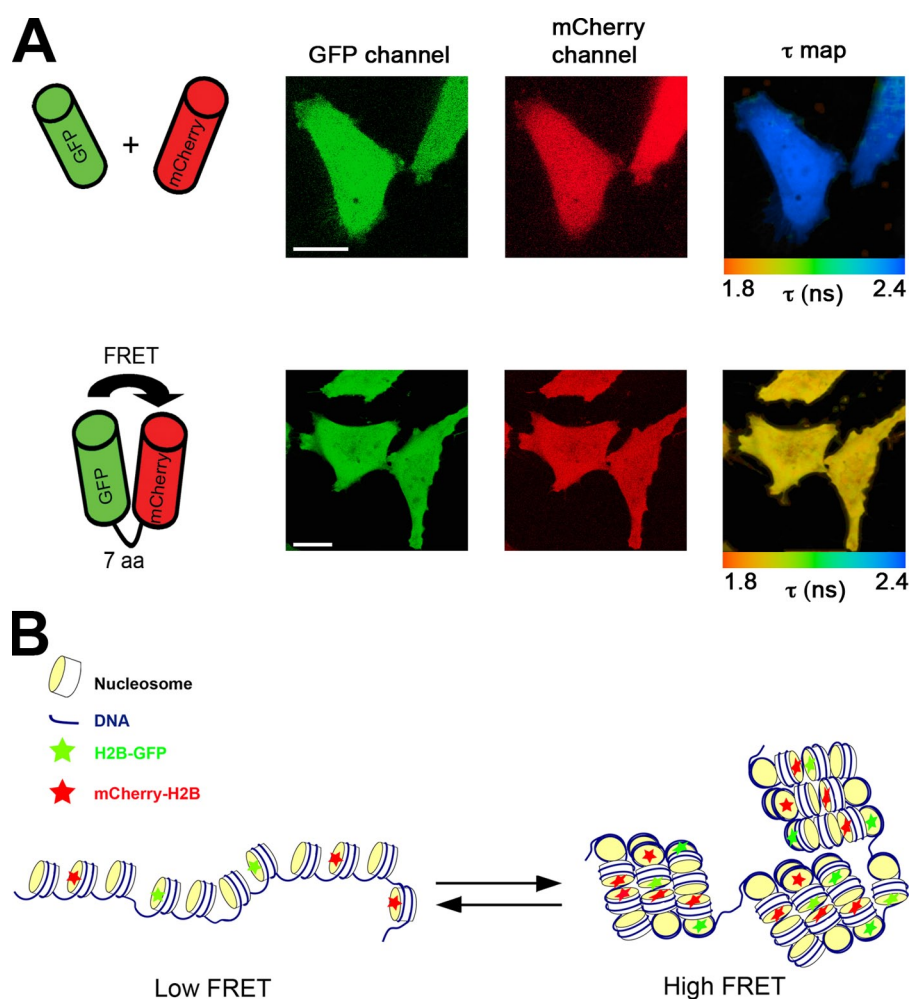 A
GFP channel
mCherry
channel
τ map
GFP
+
mCherry
1.8
τ (ns)
2.4
FRET
GFP
mCherry
7 aa
1.8
τ (ns)
2.4
B
Nucleosome
DNA
H2B-GFP
mCherry-H2B
Low FRET
High FRET